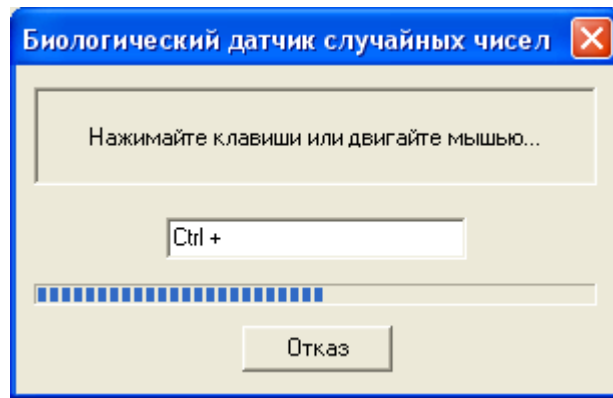 Биологический датчик случайных чисел
Нажимайте клавиши или двигайте мышью...
Ctrl +
Отказ